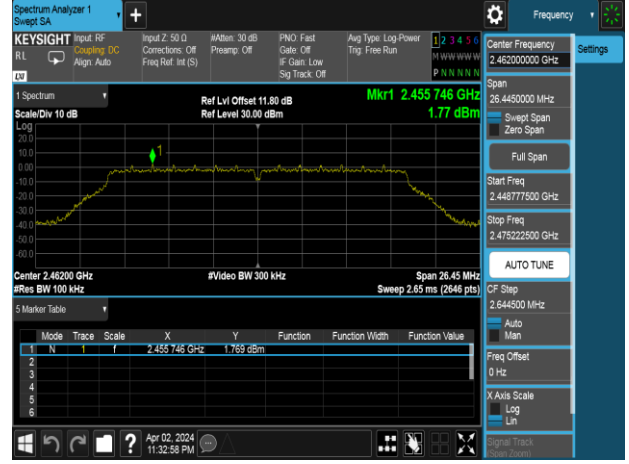 Spectrum Analyzer 1
Swept SA
Frequency
KEYSIGHT
RL
Input: RF
Coupling: DC
Align: Auto
Input Z: 50 Ω
Corrections: Off
Freq Ref: Int (S)
#Atten: 30 dB
Preamp: Off
PNO: Fast
Gate: Off
IF Gain: Low
Sig Track: Off
Avg Type: Log-Power
Trig: Free Run
1 2 3 4 5 6
M W W W W W
P N N N N N
Center Frequency
2.462000000 GHz
Settings
Span
26.4450000 MHz
Swept Span
Zero Span
Full Span
Start Freq
2.448777500 GHz
Stop Freq
2.475222500 GHz
AUTO TUNE
CF Step
2.644500 MHz
Auto
Man
Freq Offset
0 Hz
X Axis Scale
Log
Lin
Signal Track
(Span Zoom)
1 Spectrum
Scale/Div 10 dB
Ref Lvl Offset 11.80 dB
Ref Level 30.00 dBm
Mkr1 2.455 746 GHz
1.77 dBm
Log
20.0
10.0
0.00
-10.0
-20.0
-30.0
-40.0
-50.0
-60.0
1
Center 2.46200 GHz
#Res BW 100 kHz
#Video BW 300 kHz
Span 26.45 MHz
Sweep 2.65 ms (2646 pts)
5 Marker Table
Mode Trace Scale X Y Function Function Width Function Value
1 N 1 f 2.455 746 GHz 1.769 dBm
2
3
4
5
6
?
Apr 02, 2024
11:32:58 PM